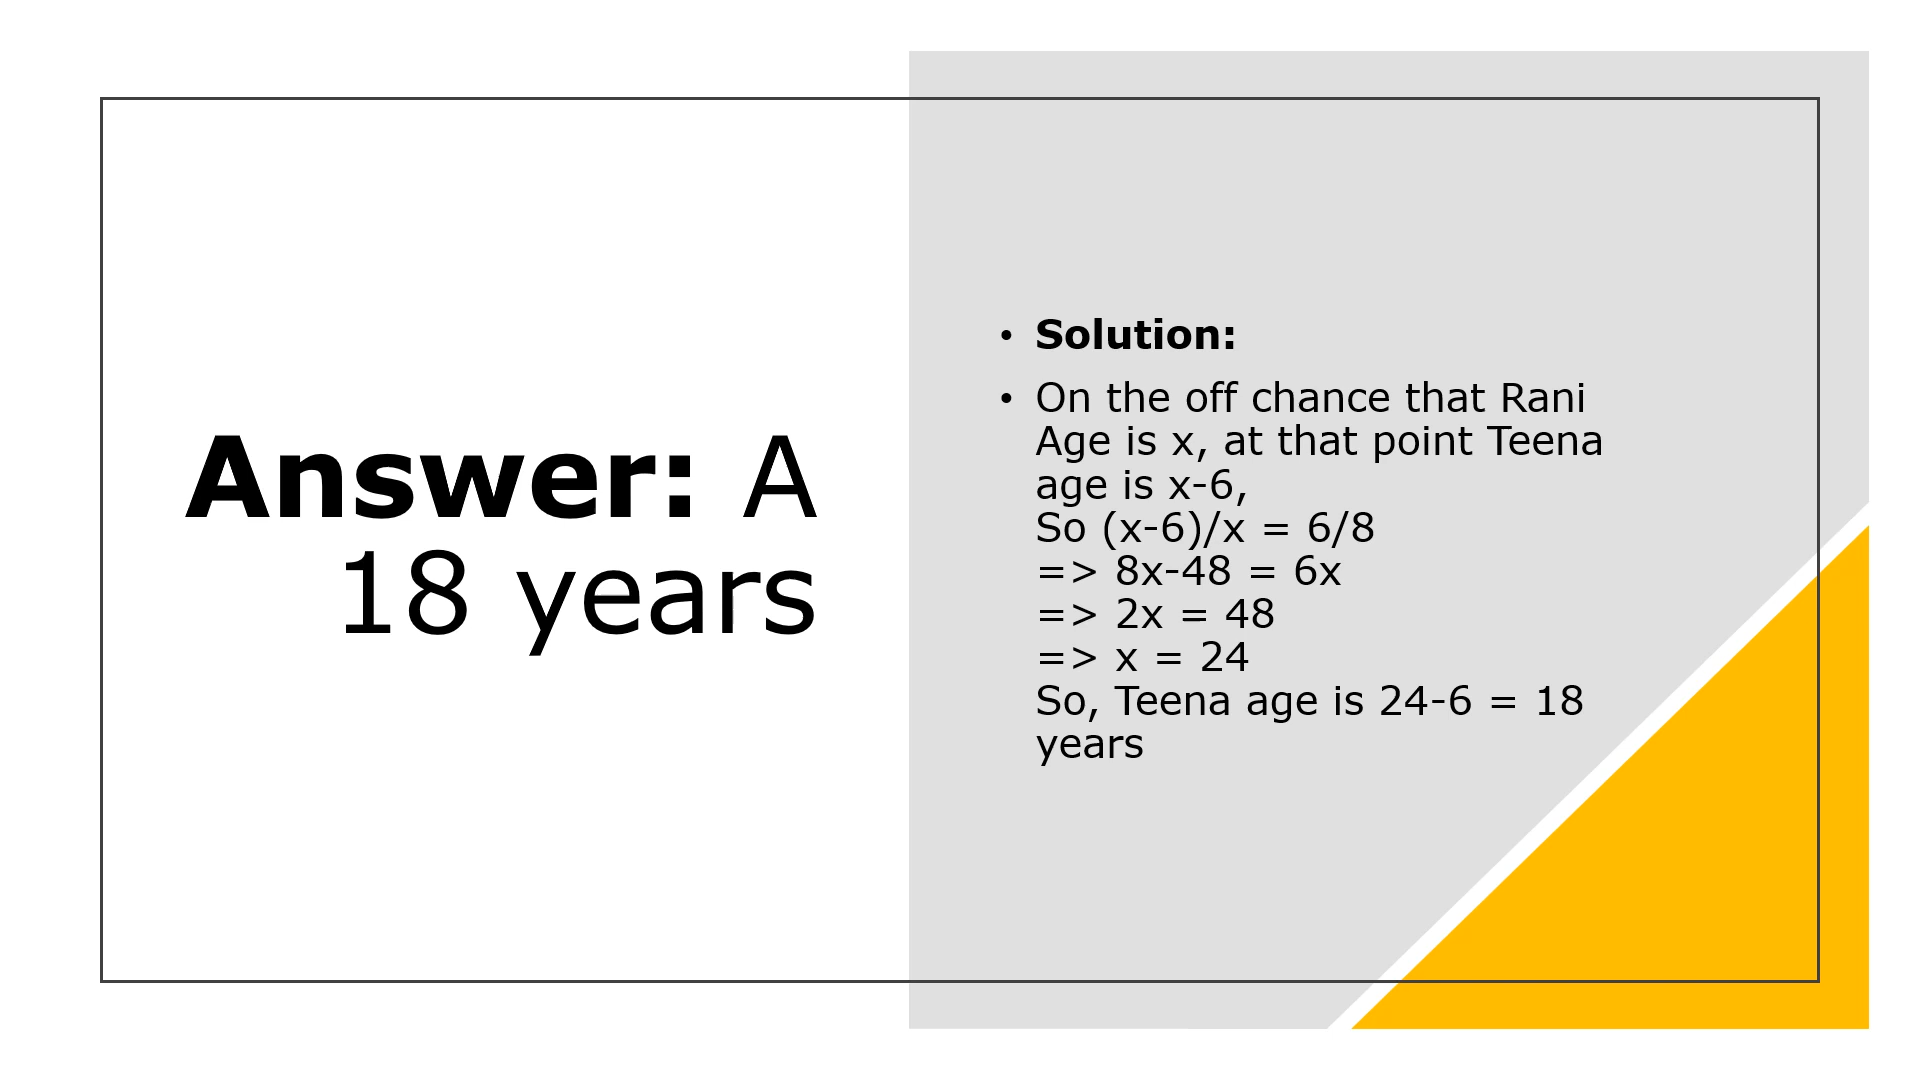 Answer: A
18 years
• Solution:
• On the off chance that Rani
Age is x, at that point Teena
age is x-6,
So (x-6)/x = 6/8
=> 8x-48 = 6x
=> 2x = 48
=> x = 24
So, Teena age is 24-6 = 18
years